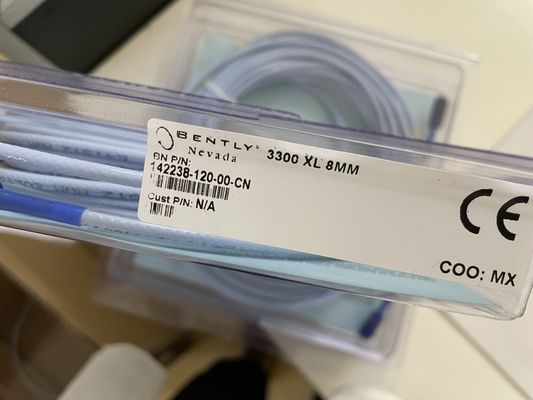 BENTLY
Nevada
3300 XL 8MM
BN P/N:
142238-120-00-CN
Cust P/N: N/A
CE
COO: MX